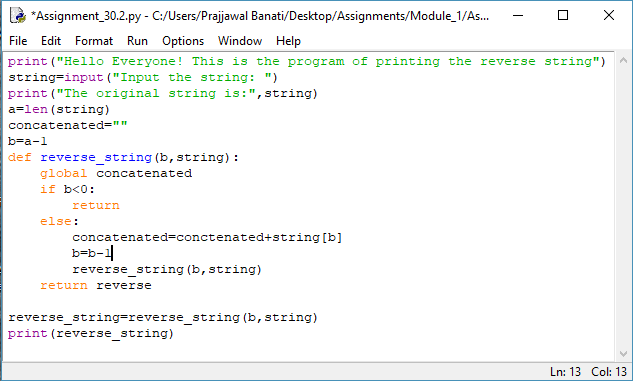 *Assignment_30.2.py - C:/Users/Prajjawal Banati/Desktop/Assignments/Module_1/As...
File Edit Format Run Options Window Help
print("Hello Everyone! This is the program of printing the reverse string")
string=input("Input the string: ")
print("The original string is:",string)
a=len(string)
concatenated=""
b=a-1
def reverse_string(b,string):
    global concatenated
    if b<0:
        return
    else:
        concatenated=conctenated+string[b]
        b=b-1
        reverse_string(b,string)
    return reverse

reverse_string=reverse_string(b,string)
print(reverse_string)
Ln: 13 Col: 13